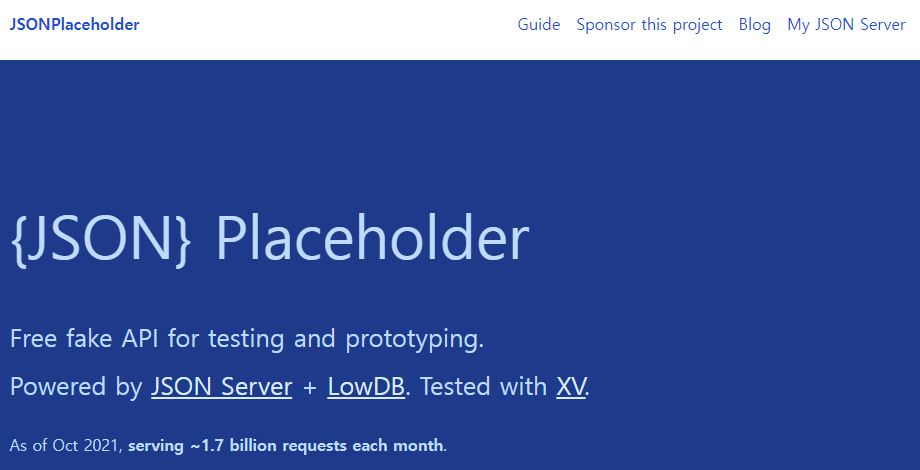 JSONPlaceholder
Guide Sponsor this project Blog My JSON Server
{JSON} Placeholder
Free fake API for testing and prototyping.
Powered by JSON Server + LowDB. Tested with XV.
As of Oct 2021, serving ~1.7 billion requests each month.